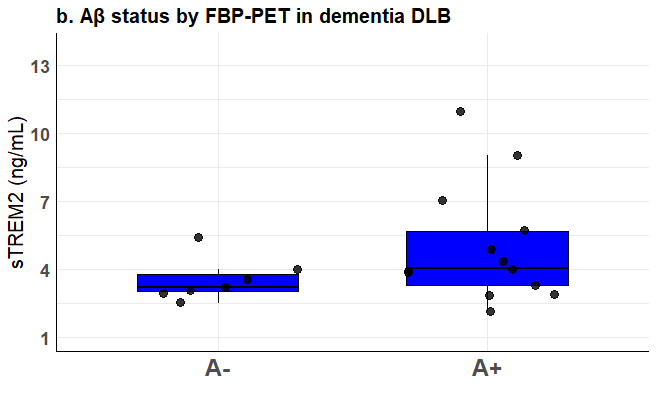 b. Aβ status by FBP-PET in dementia DLB
sTREM2 (ng/mL)
13
10
7
4
1
A-
A+